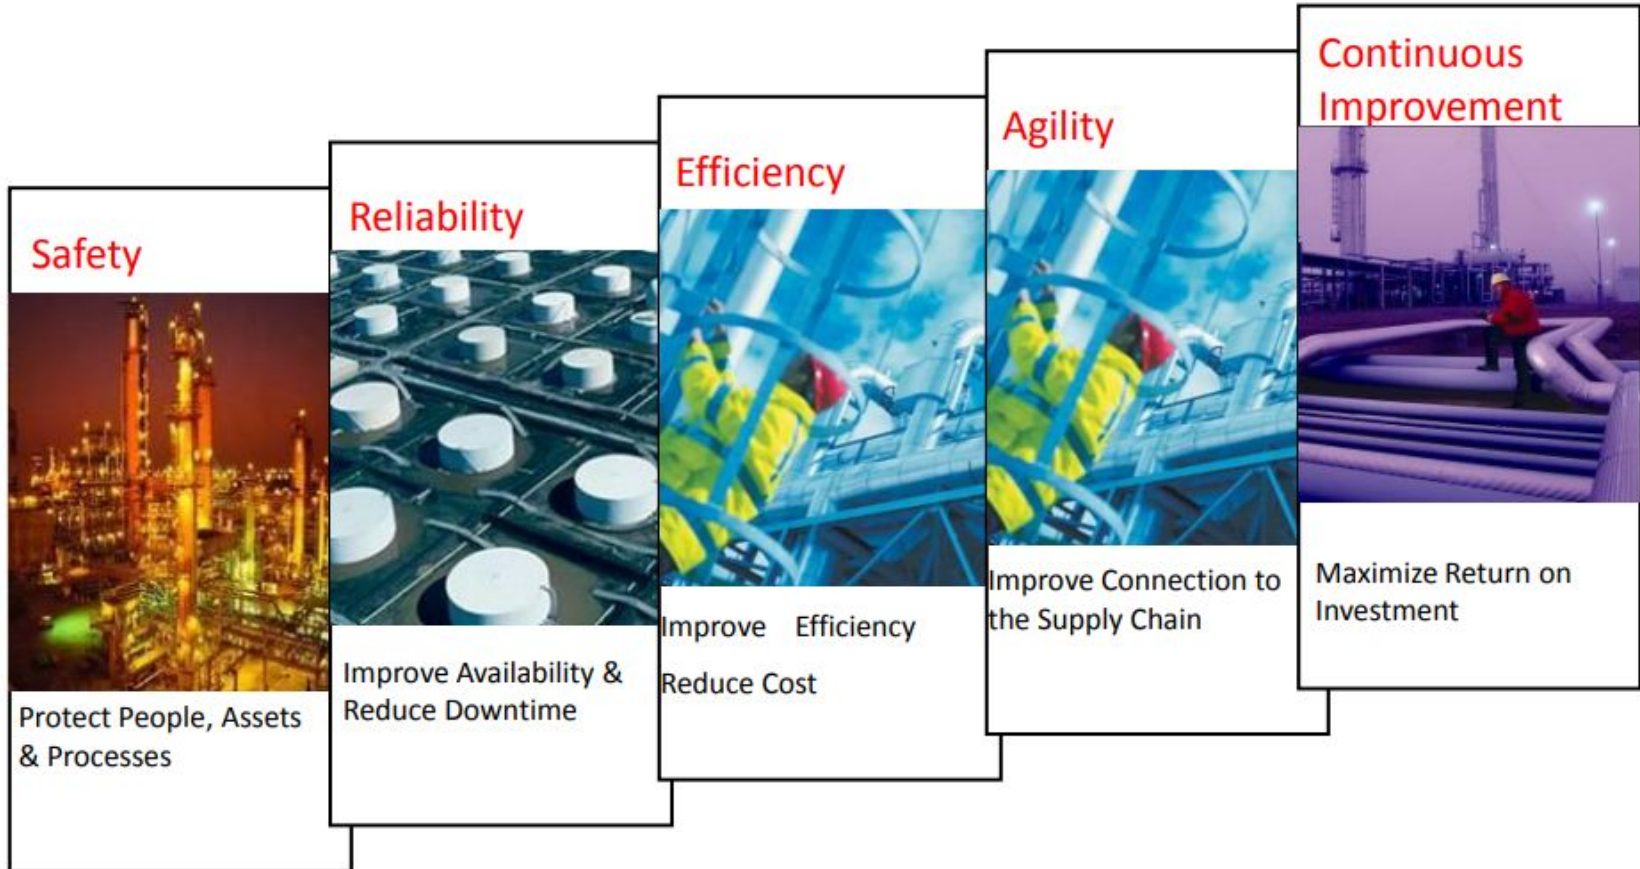 Safety
Protect People, Assets
& Processes
Reliability
Improve Availability &
Reduce Downtime
Efficiency
Improve Efficiency
Reduce Cost
Agility
Improve Connection to
the Supply Chain
Continuous
Improvement
Maximize Return on
Investment